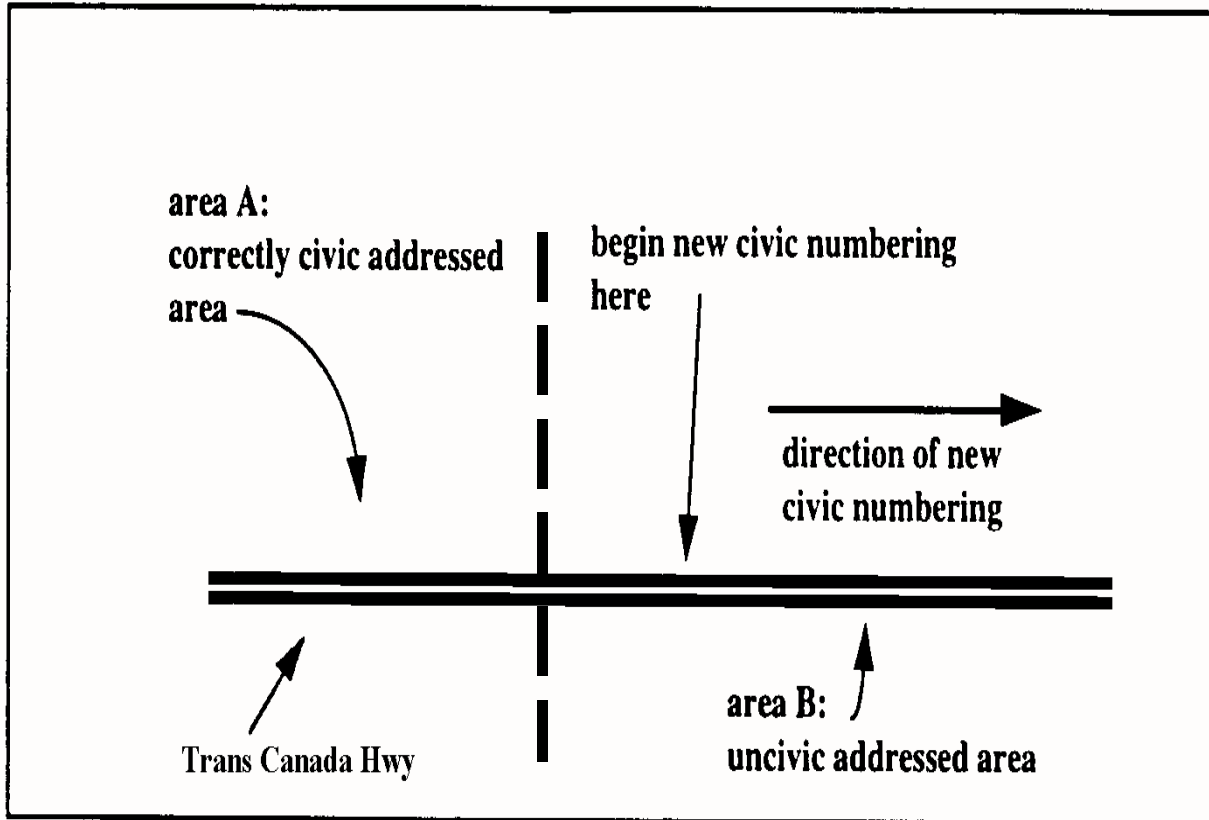 area A:
correctly civic addressed
area
begin new civic numbering
here
direction of new
civic numbering
Trans Canada Hwy
area B:
uncivic addressed area